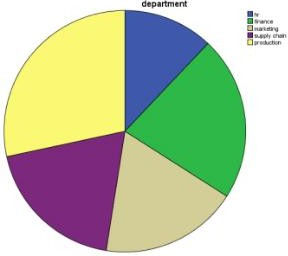 department
hr
finance
marketing
supply chain
production